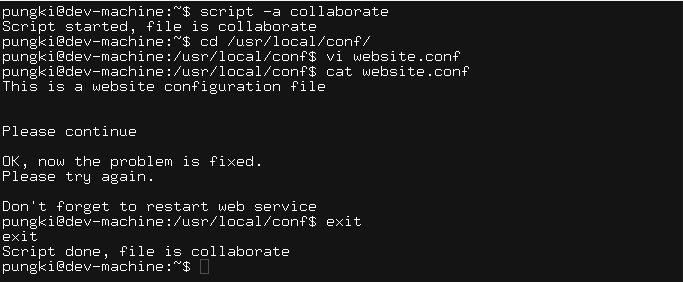 pungki@dev-machine:~$ script -a collaborate
Script started, file is collaborate
pungki@dev-machine:~$ cd /usr/local/conf/
pungki@dev-machine:/usr/local/conf$ vi website.conf
pungki@dev-machine:/usr/local/conf$ cat website.conf
This is a website configuration file
Please continue
OK, now the problem is fixed.
Please try again.
Don't forget to restart web service
pungki@dev-machine:/usr/local/conf$ exit
exit
Script done, file is collaborate
pungki@dev-machine:~$